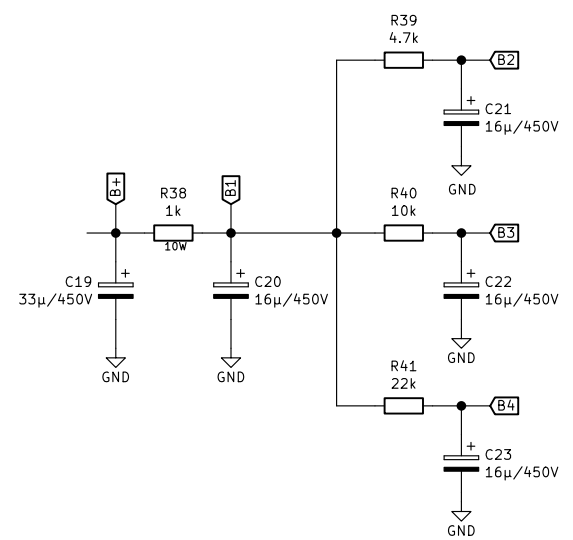 R39
4.7k
B2
C21
16µ/450V
GND
B+
R38
1k
10W
B1
R40
10k
B3
C19
33µ/450V
GND
C20
16µ/450V
GND
C22
16µ/450V
GND
R41
22k
B4
C23
16µ/450V
GND